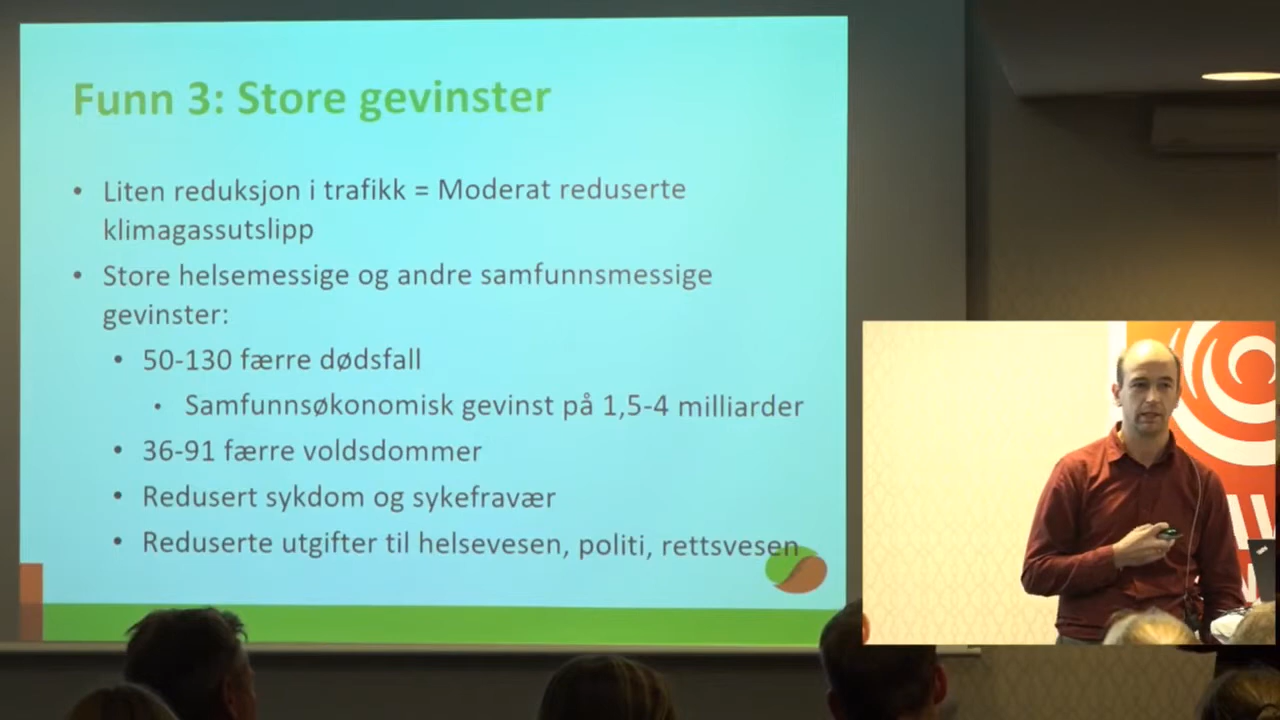 Funn 3: Store gevinster
• Liten reduksjon i trafikk = Moderat reduserte
klimagassutslipp
• Store helsemessige og andre samfunnsmessige
gevinster:
• 50-130 færre dødsfall
• Samfunnsøkonomisk gevinst på 1,5-4 milliarder
• 36-91 færre voldsdommer
• Redusert sykdom og sykefravær
• Reduserte utgifter til helsevesen, politi, rettsvesen